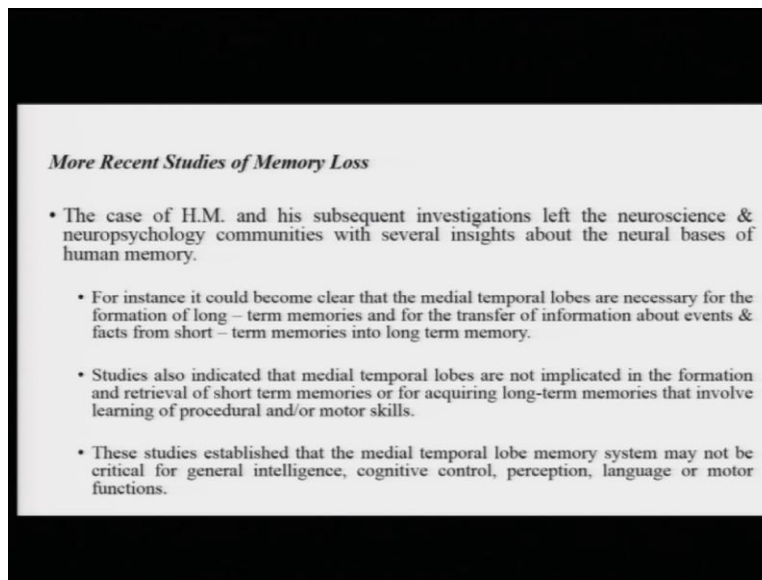 More Recent Studies of Memory Loss
• The case of H.M. and his subsequent investigations left the neuroscience &
neuropsychology communities with several insights about the neural bases of
human memory.
• For instance it could become clear that the medial temporal lobes are necessary for the
formation of long – term memories and for the transfer of information about events &
facts from short – term memories into long term memory.
• Studies also indicated that medial temporal lobes are not implicated in the formation
and retrieval of short term memories or for acquiring long-term memories that involve
learning of procedural and/or motor skills.
• These studies established that the medial temporal lobe memory system may not be
critical for general intelligence, cognitive control, perception, language or motor
functions.